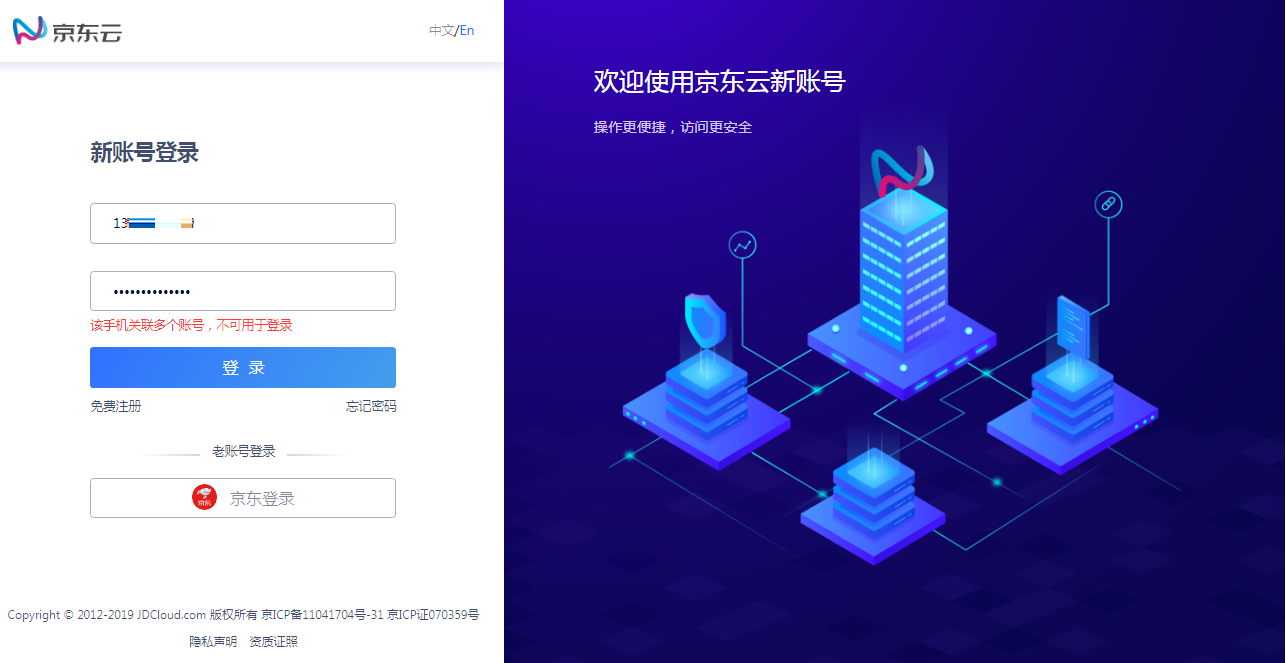 京东云
中文/En
新账号登录
13
••••••••••••••
该手机关联多个账号，不可用于登录
登 录
免费注册 忘记密码
老账号登录
京东 京东登录
Copyright © 2012-2019 JDCloud.com 版权所有 京ICP备11041704号-31 京ICP证070359号
隐私声明 资质证照
欢迎使用京东云新账号
操作更便捷，访问更安全